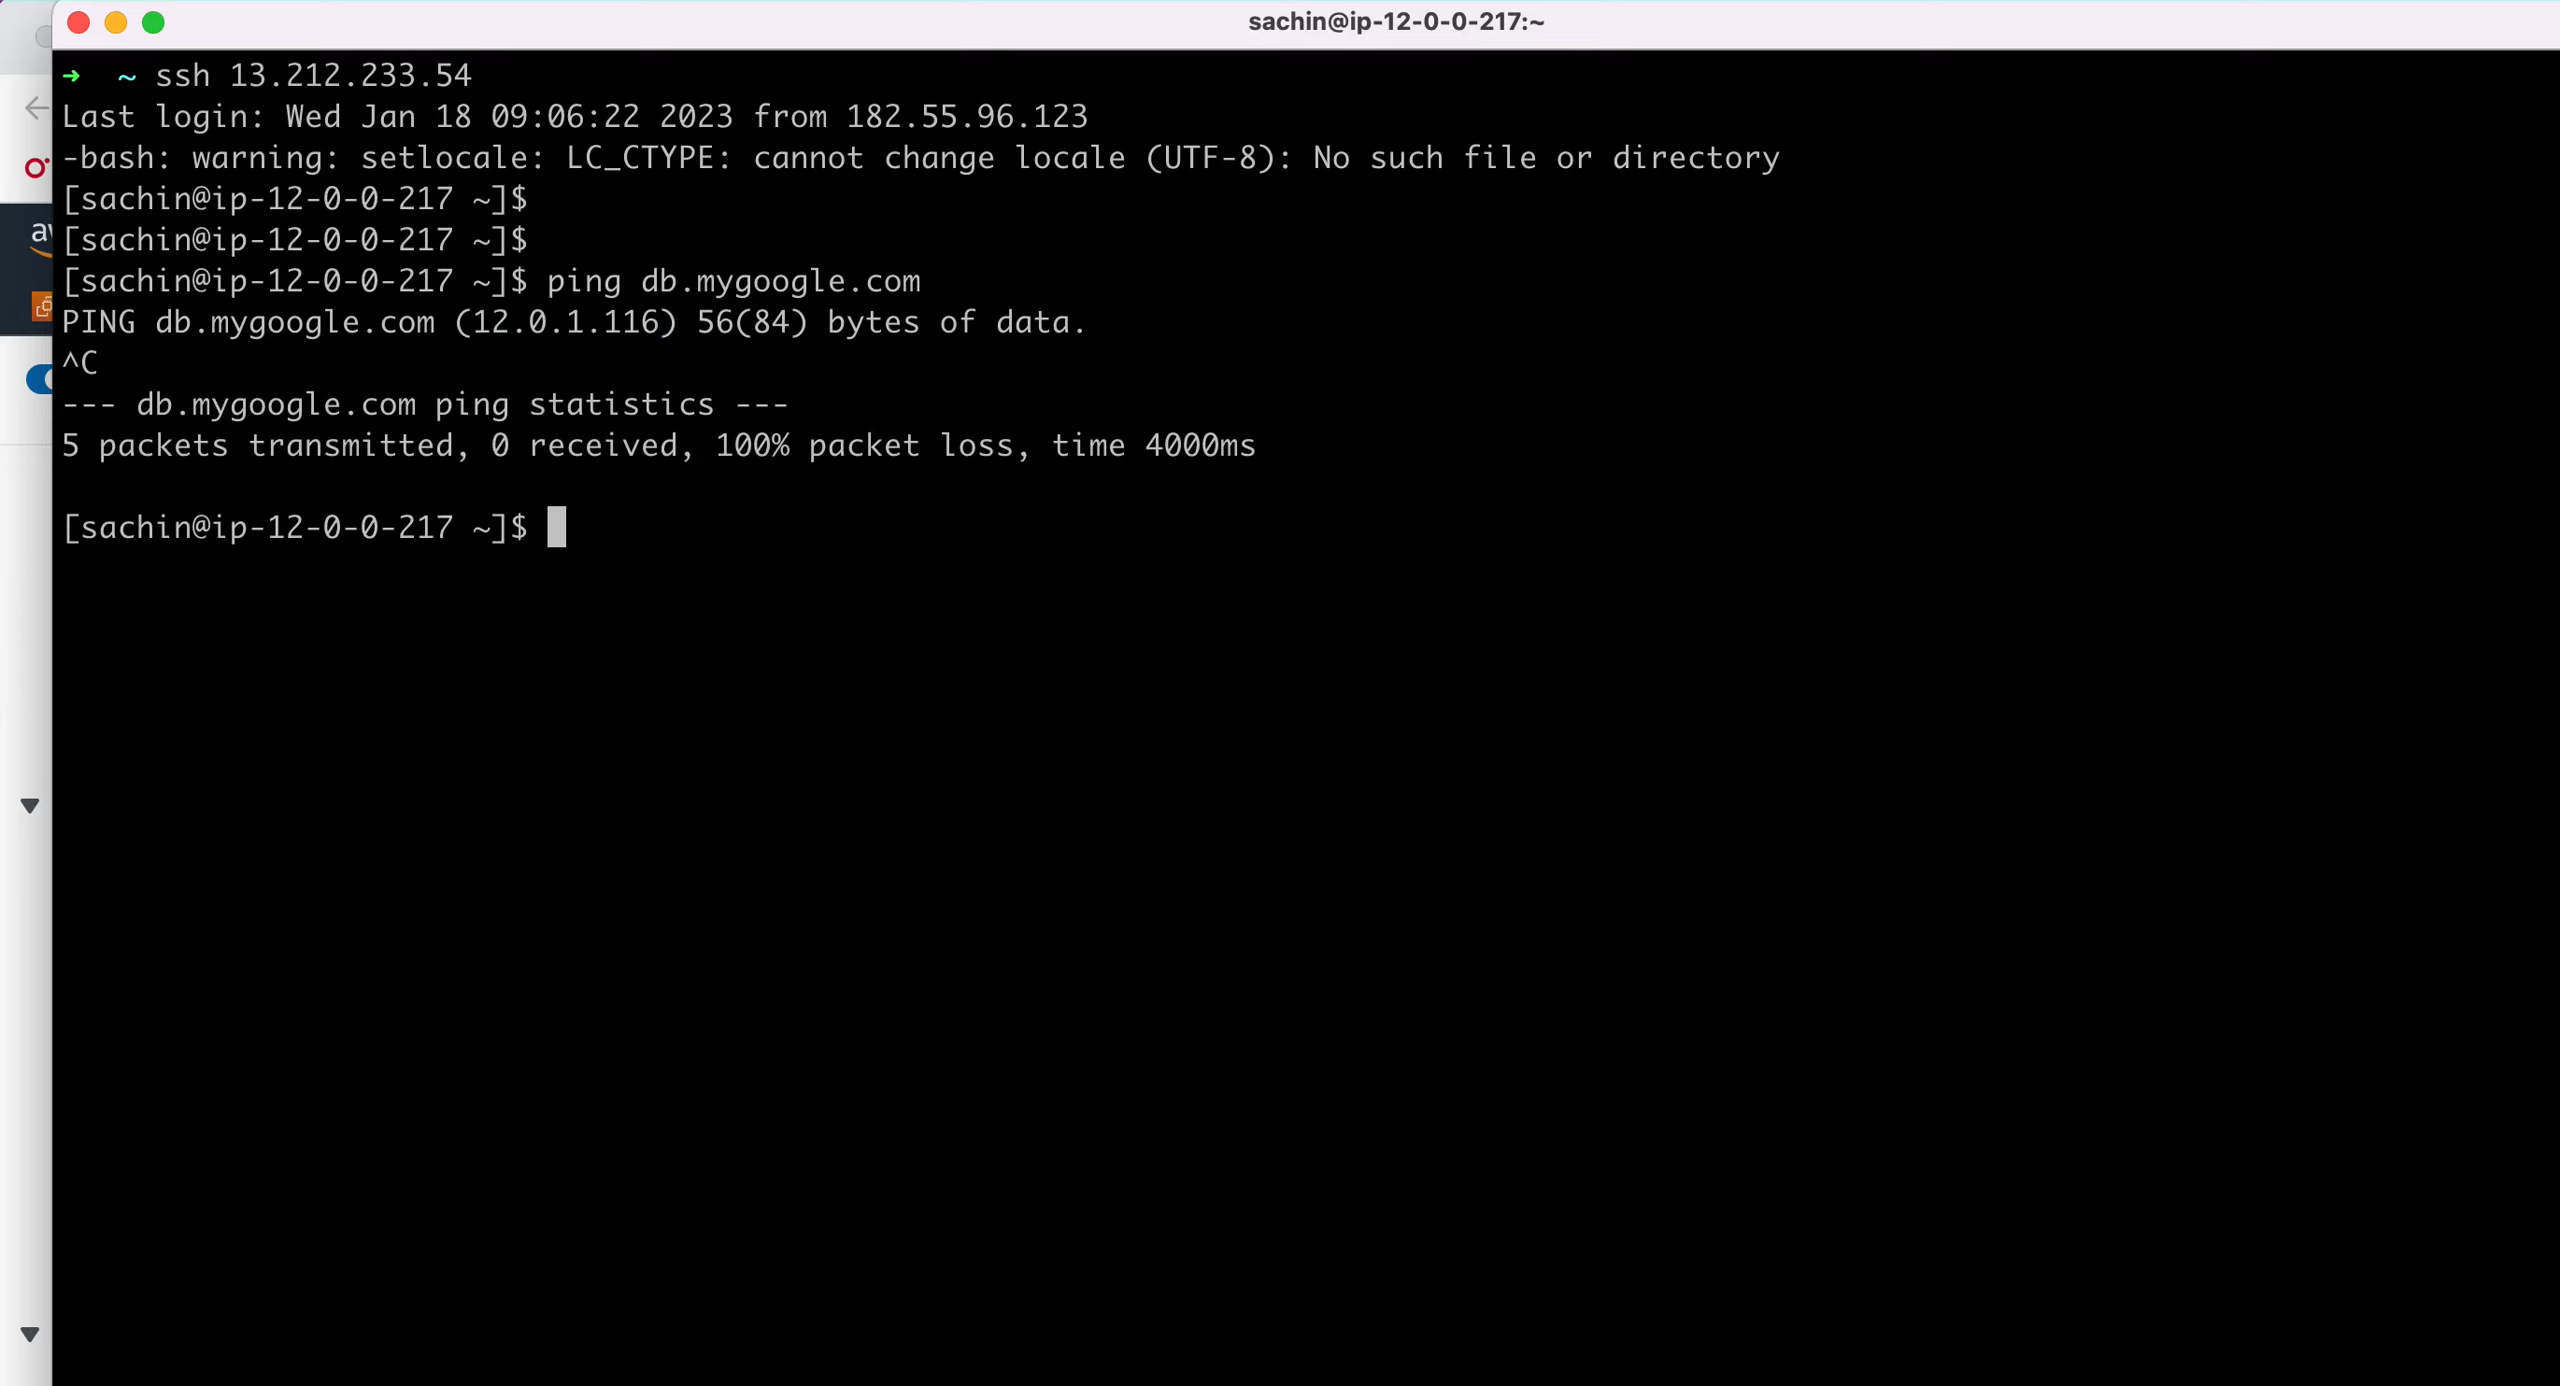 sachin@ip-12-0-0-217:~
➜ ~ ssh 13.212.233.54
Last login: Wed Jan 18 09:06:22 2023 from 182.55.96.123
-bash: warning: setlocale: LC_CTYPE: cannot change locale (UTF-8): No such file or directory
[sachin@ip-12-0-0-217 ~]$
[sachin@ip-12-0-0-217 ~]$
[sachin@ip-12-0-0-217 ~]$ ping db.mygoogle.com
PING db.mygoogle.com (12.0.1.116) 56(84) bytes of data.
^C
--- db.mygoogle.com ping statistics ---
5 packets transmitted, 0 received, 100% packet loss, time 4000ms
[sachin@ip-12-0-0-217 ~]$